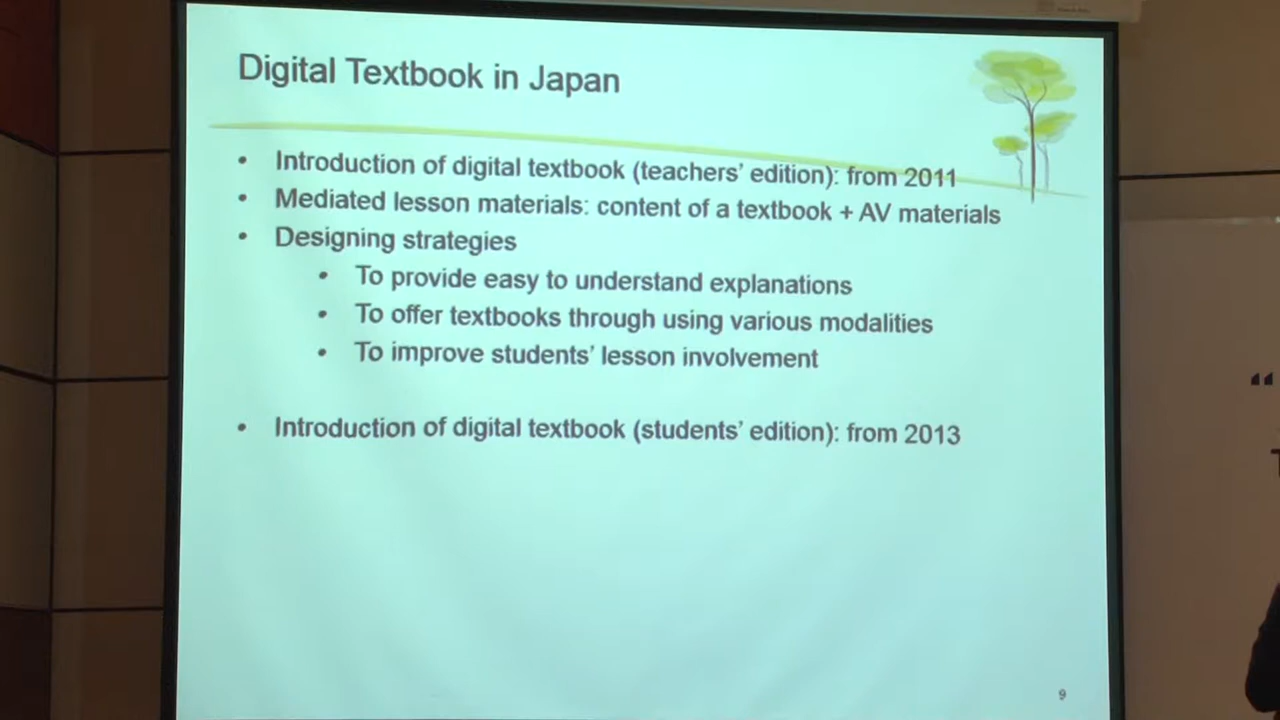 Digital Textbook in Japan
• Introduction of digital textbook (teachers' edition): from 2011
• Mediated lesson materials: content of a textbook + AV materials
• Designing strategies
• To provide easy to understand explanations
• To offer textbooks through using various modalities
• To improve students' lesson involvement
• Introduction of digital textbook (students' edition): from 2013
9